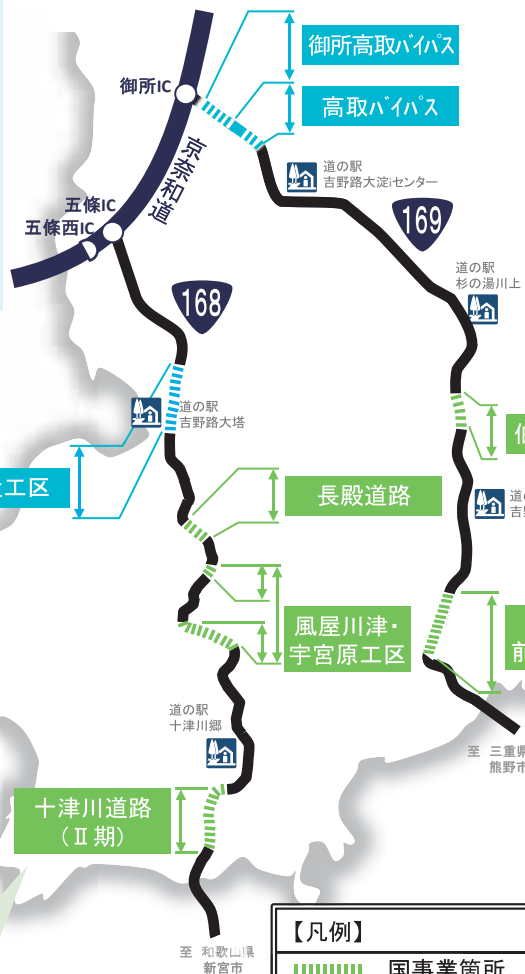 御所高取バイパス
御所IC
高取バイパス
京奈和道
道の駅
吉野路大淀iセンター
五條IC
五條西IC
169
道の駅
杉の湯川上
168
道の駅
吉野路大塔
工区
長殿道路
風屋川津・
宇宮原工区
道の駅
十津川郷
至 三重県
熊野市
十津川道路
(Ⅱ期)
至 和歌山県
新宮市
【凡例】
国事業箇所